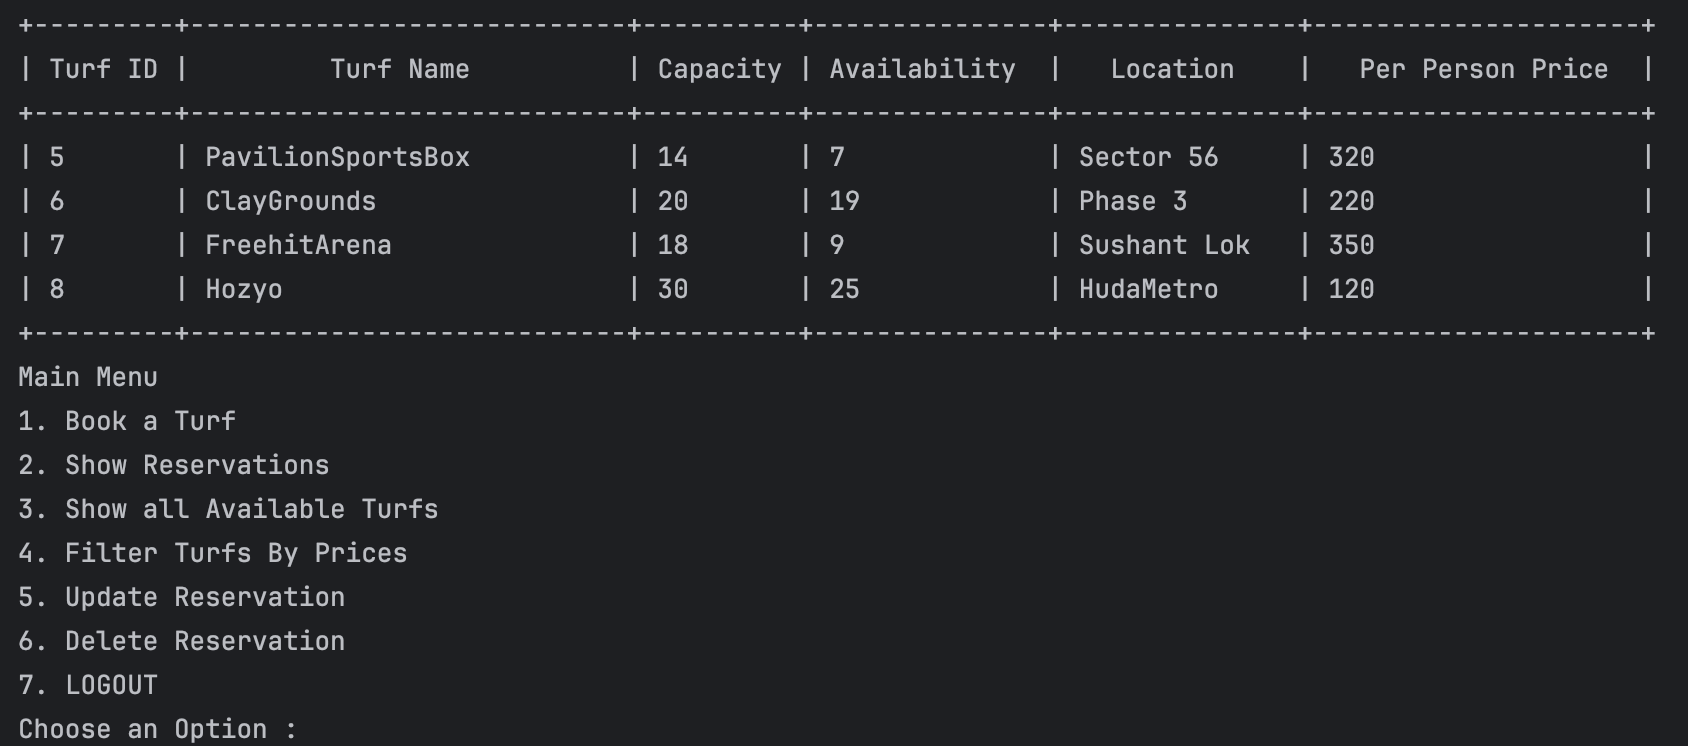 +---------+----------------------------+----------+---------------+---------------+---------------------+
| Turf ID |         Turf Name          | Capacity | Availability  |   Location    |   Per Person Price  |
+---------+----------------------------+----------+---------------+---------------+---------------------+
| 5       | PavilionSportsBox          | 14       | 7             | Sector 56     | 320                 |
| 6       | ClayGrounds                | 20       | 19            | Phase 3       | 220                 |
| 7       | FreehitArena               | 18       | 9             | Sushant Lok   | 350                 |
| 8       | Hozyo                      | 30       | 25            | HudaMetro     | 120                 |
+---------+----------------------------+----------+---------------+---------------+---------------------+
Main Menu
1. Book a Turf
2. Show Reservations
3. Show all Available Turfs
4. Filter Turfs By Prices
5. Update Reservation
6. Delete Reservation
7. LOGOUT
Choose an Option :